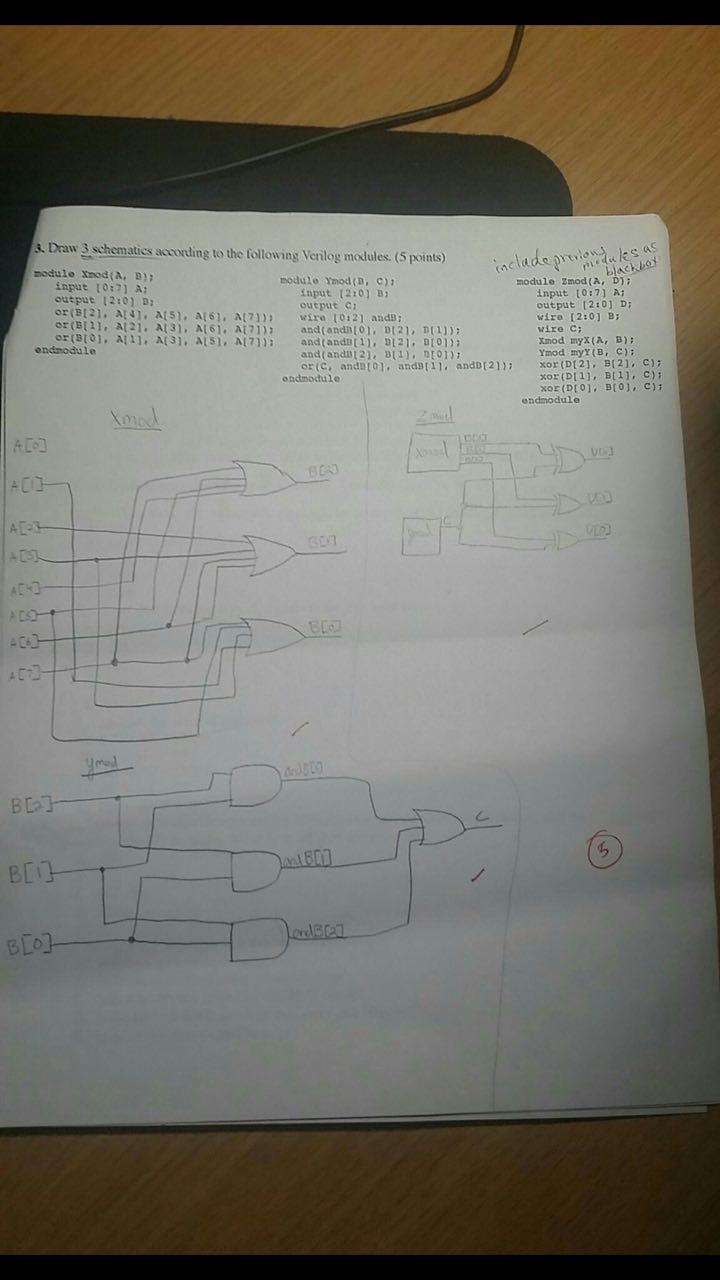 3. Draw 3 schematics according to the following Verilog modules. (5 points)
include previous
modules as
blackbox
module Xmod(A, B);
input [0:7] A;
output [2:0] B;
or(B[2], A[4], A[5], A[6], A[7]);
or(B[1], A[2], A[3], A[6], A[7]);
or(B[0], A[1], A[3], A[5], A[7]);
endmodule
module Ymod(B, C);
input [2:0] B;
output C;
wire [0:2] andB;
and(andB[0], B[2], B[1]);
and(andB[1], B[2], B[0]);
and(andB[2], B[1], B[0]);
or(C, andB[0], andB[1], andB[2]);
endmodule
module Zmod(A, D);
input [0:7] A;
output [2:0] D;
wire [2:0] B;
wire C;
Xmod myX(A, B);
Ymod myY(B, C);
xor(D[2], B[2], C);
xor(D[1], B[1], C);
xor(D[0], B[0], C);
endmodule
Xmod
A[0]
A[1]
A[2]
A[3]
A[4]
A[5]
A[6]
A[7]
B[2]
B[1]
B[0]
Zmod
Xmod
Ymod
C
ymod
B[2]
B[1]
B[0]
andB[0]
andB[1]
andB[2]
C
5